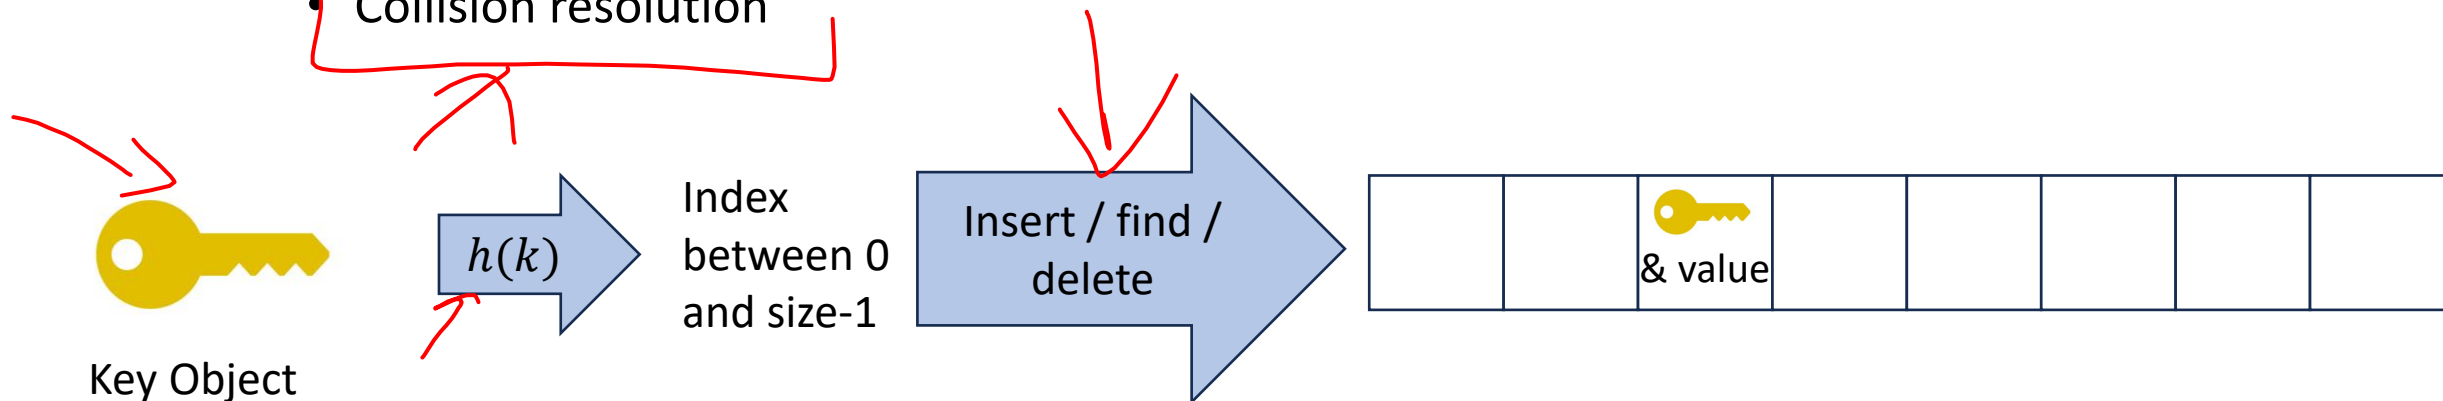 • Collision resolution
h(k)
Index
between 0
and size-1
Insert / find /
delete
& value
Key Object